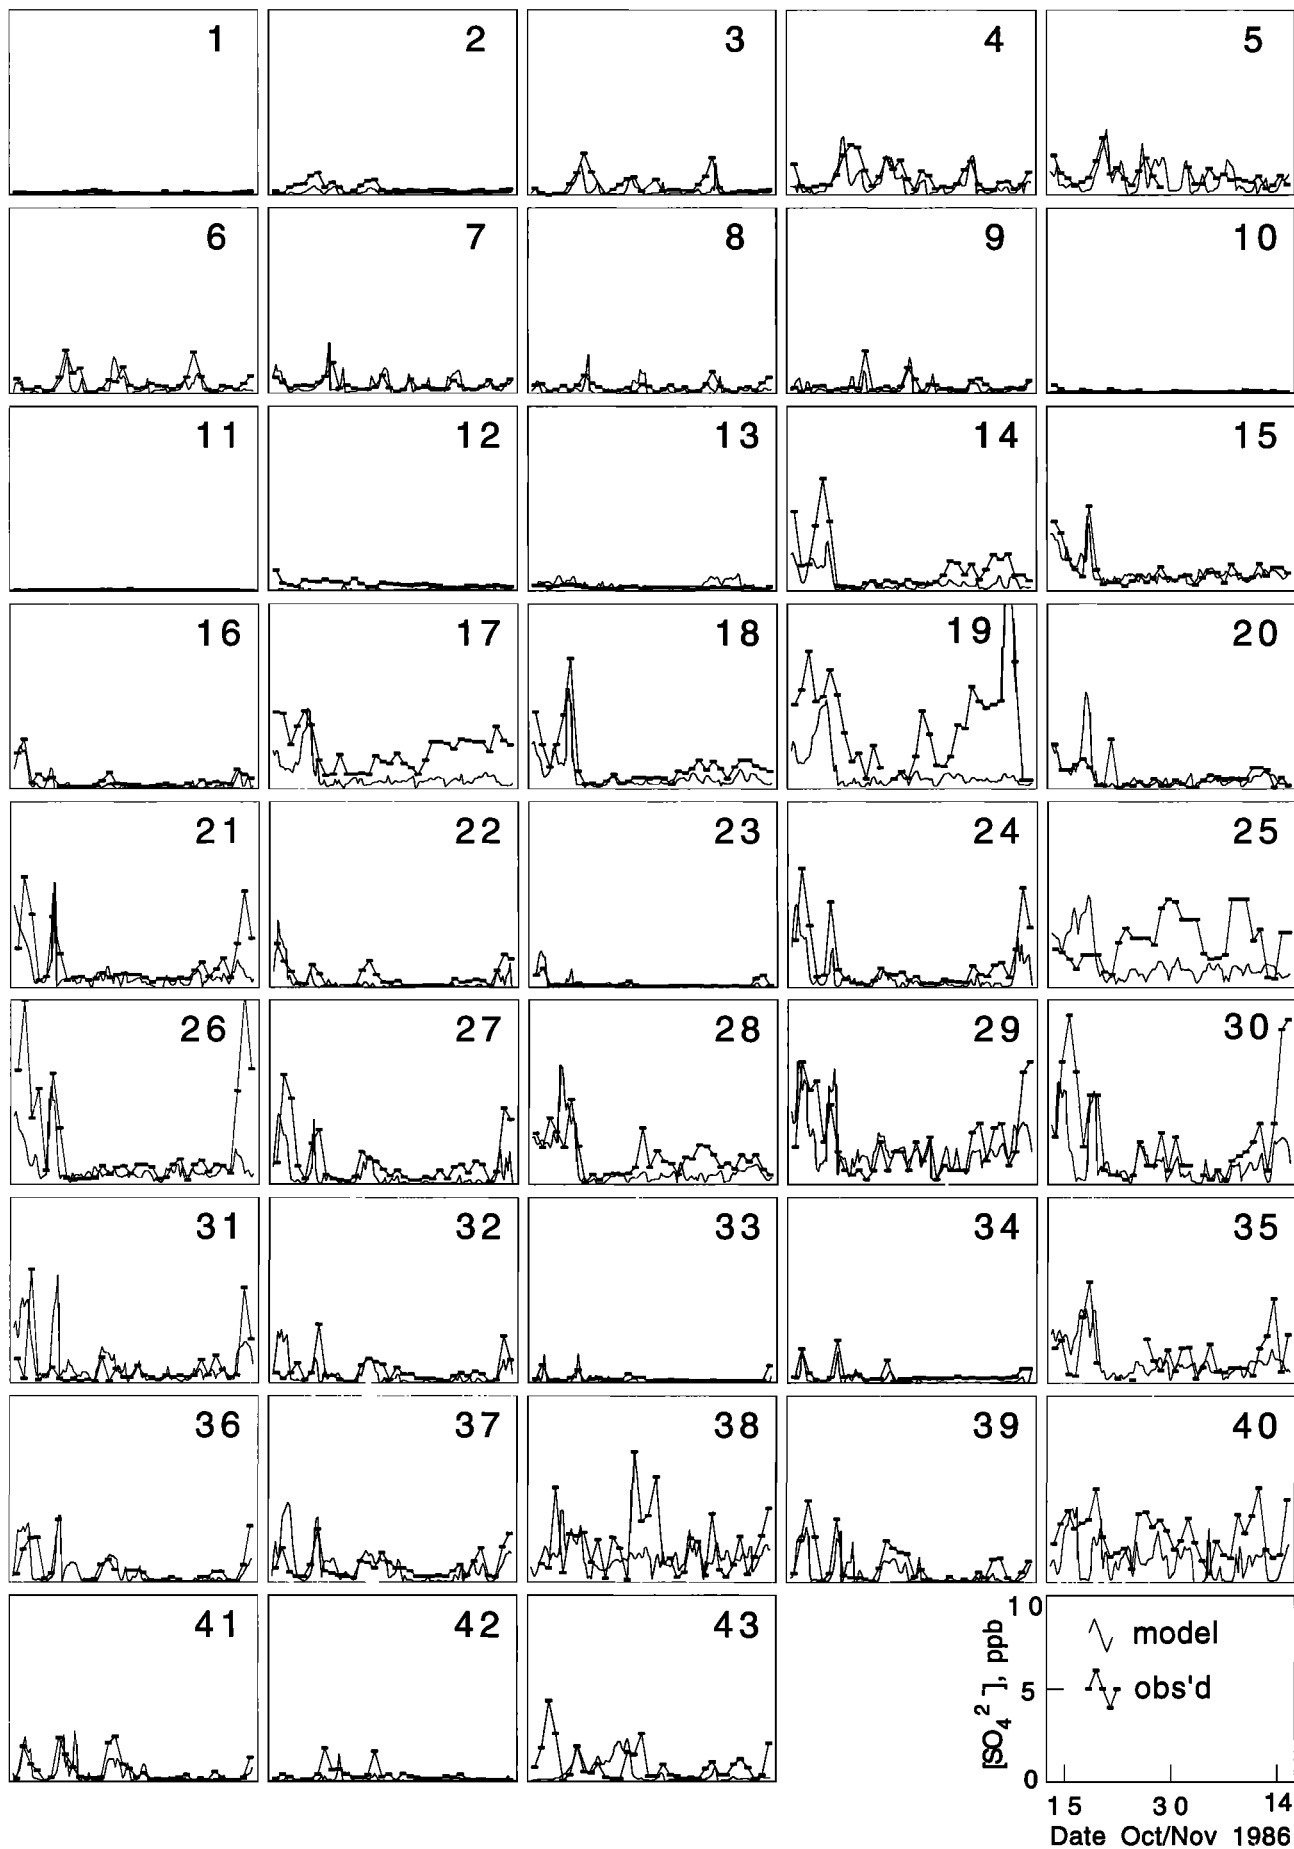 1 2 3 4 5
6 7 8 9 10
11 12 13 14 15
16 17 18 19 20
21 22 23 24 25
26 27 28 29 30
31 32 33 34 35
36 37 38 39 40
41 42 43
[SO₄²⁻], ppb
10
5
0
model
obs'd
15 30 14
Date Oct/Nov 1986